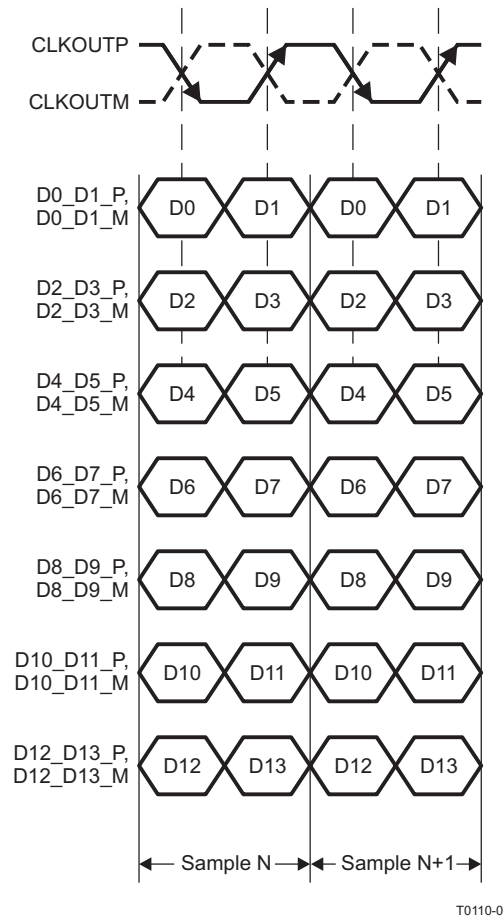 CLKOUTP
CLKOUTM
D0_D1_P,
D0_D1_M
D0 D1 D0 D1
D2_D3_P,
D2_D3_M
D2 D3 D2 D3
D4_D5_P,
D4_D5_M
D4 D5 D4 D5
D6_D7_P,
D6_D7_M
D6 D7 D6 D7
D8_D9_P,
D8_D9_M
D8 D9 D8 D9
D10_D11_P,
D10_D11_M
D10 D11 D10 D11
D12_D13_P,
D12_D13_M
D12 D13 D12 D13
Sample N Sample N+1
T0110-0